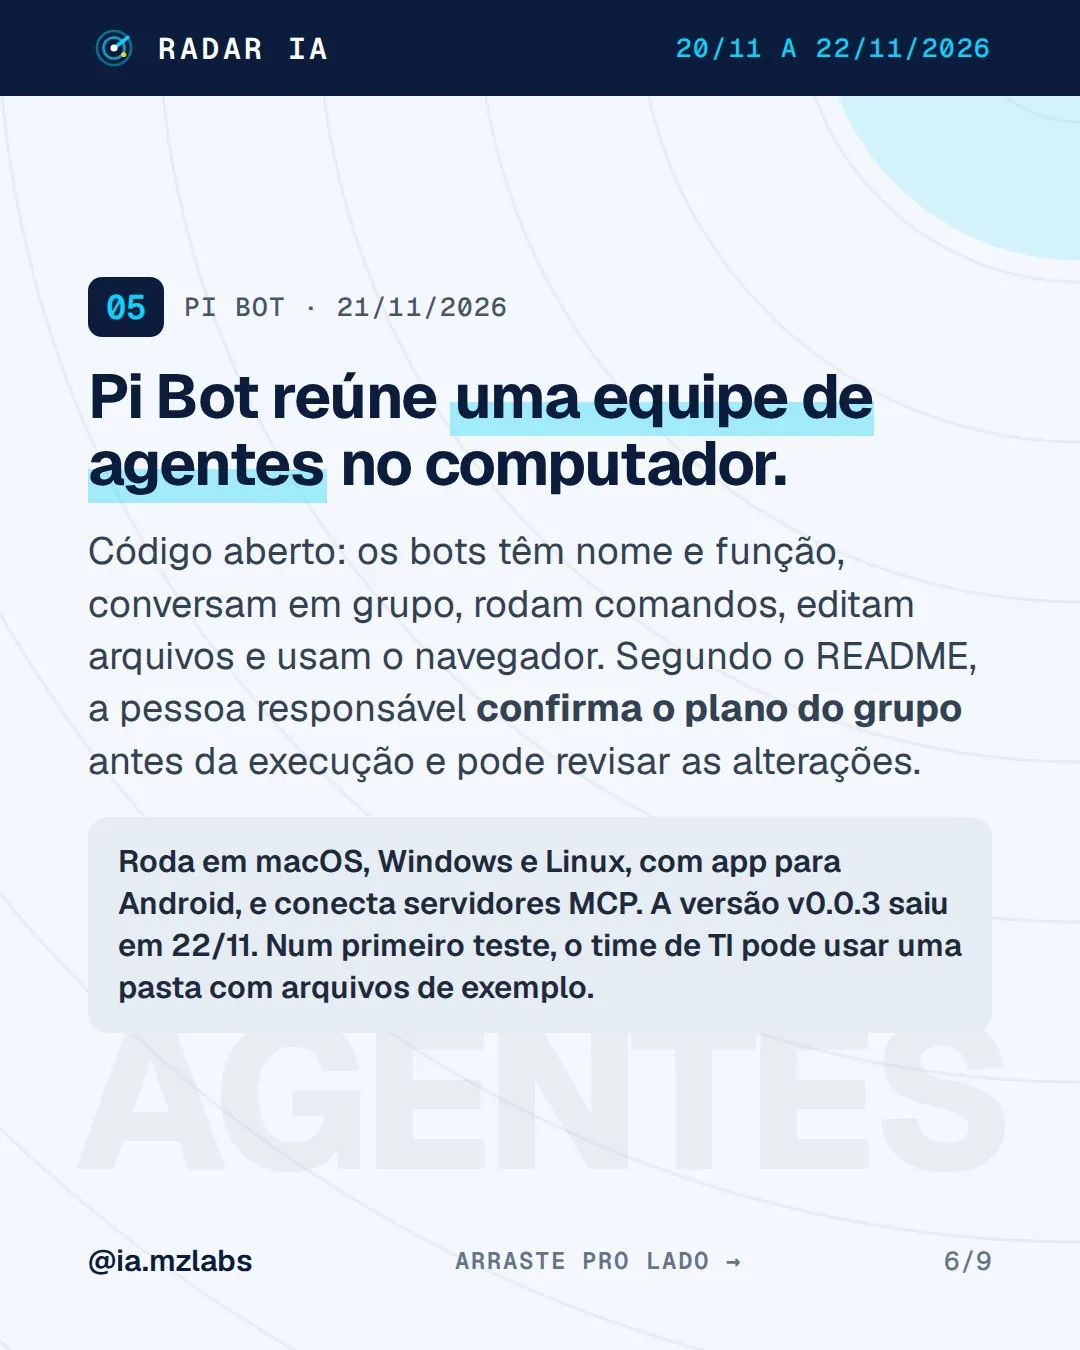 RADAR IA
20/11 A 22/11/2026
05
PI BOT · 21/11/2026
Pi Bot reúne uma equipe de
agentes no computador.
Código aberto: os bots têm nome e função,
conversam em grupo, rodam comandos, editam
arquivos e usam o navegador. Segundo o README,
a pessoa responsável confirma o plano do grupo
antes da execução e pode revisar as alterações.
Roda em macOS, Windows e Linux, com app para
Android, e conecta servidores MCP. A versão v0.0.3 saiu
em 22/11. Num primeiro teste, o time de TI pode usar uma
pasta com arquivos de exemplo.
AGENTES
@ia.mzlabs
ARRASTE PRO LADO →
6/9